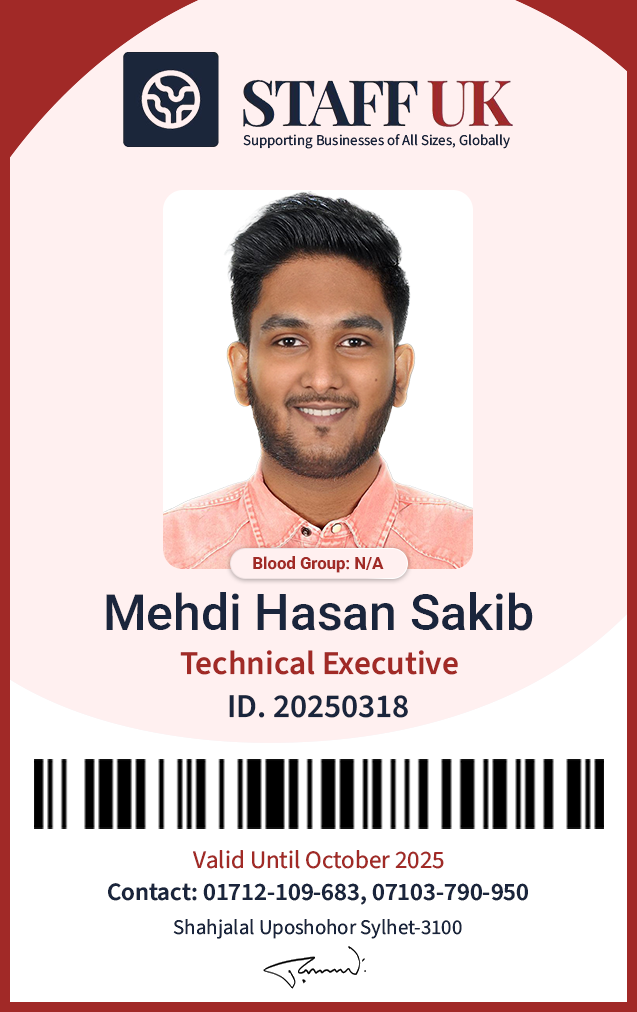 STAFF UK
Supporting Businesses of All Sizes, Globally
Blood Group: N/A
Mehdi Hasan Sakib
Technical Executive
ID. 20250318
Valid Until October 2025
Contact: 01712-109-683, 07103-790-950
Shahjalal Uposhohor Sylhet-3100